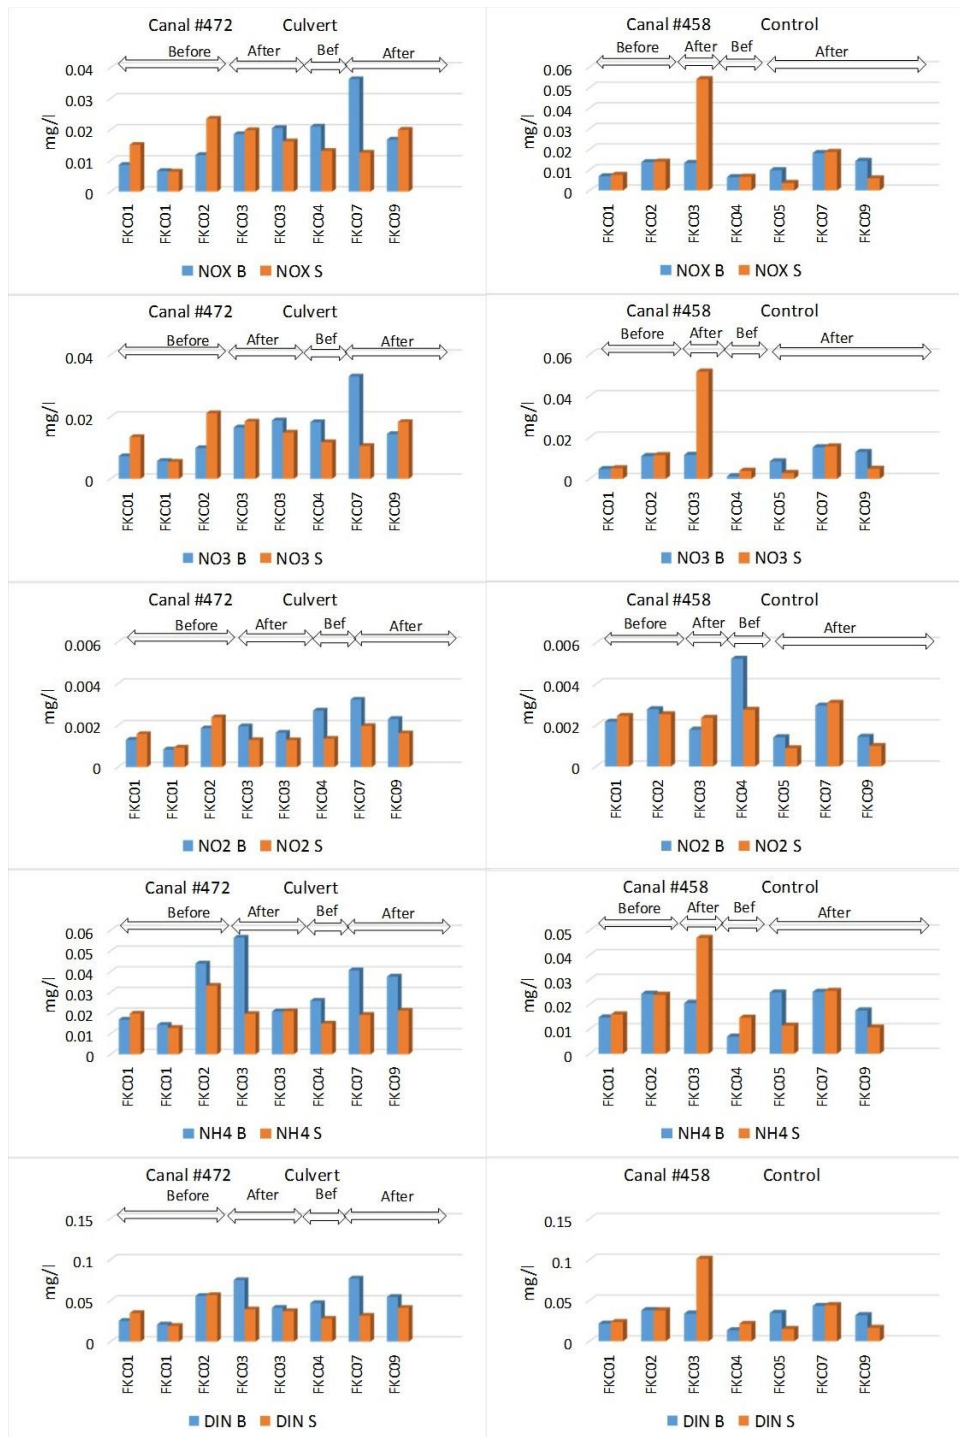 Canal #472 Culvert
Before After Bef After
0.04
0.03
0.02
0.01
0
mg/l
FKC01 FKC01 FKC02 FKC03 FKC03 FKC04 FKC07 FKC09
NOX B NOX S
Canal #458 Control
Before After Bef After
0.06
0.05
0.04
0.03
0.02
0.01
0
mg/l
FKC01 FKC02 FKC03 FKC04 FKC05 FKC07 FKC09
NOX B NOX S
Canal #472 Culvert
Before After Bef After
0.04
0.02
0
mg/l
FKC01 FKC01 FKC02 FKC03 FKC03 FKC04 FKC07 FKC09
NO3 B NO3 S
Canal #458 Control
Before After Bef After
0.06
0.04
0.02
0
mg/l
FKC01 FKC02 FKC03 FKC04 FKC05 FKC07 FKC09
NO3 B NO3 S
Canal #472 Culvert
Before After Bef After
0.006
0.004
0.002
0
mg/l
FKC01 FKC01 FKC02 FKC03 FKC03 FKC04 FKC07 FKC09
NO2 B NO2 S
Canal #458 Control
Before After Bef After
0.006
0.004
0.002
0
mg/l
FKC01 FKC02 FKC03 FKC04 FKC05 FKC07 FKC09
NO2 B NO2 S
Canal #472 Culvert
Before After Bef After
0.06
0.05
0.04
0.03
0.02
0.01
0
mg/l
FKC01 FKC01 FKC02 FKC03 FKC03 FKC04 FKC07 FKC09
NH4 B NH4 S
Canal #458 Control
Before After Bef After
0.05
0.04
0.03
0.02
0.01
0
mg/l
FKC01 FKC02 FKC03 FKC04 FKC05 FKC07 FKC09
NH4 B NH4 S
Canal #472 Culvert
Before After Bef After
0.15
0.1
0.05
0
mg/l
FKC01 FKC01 FKC02 FKC03 FKC03 FKC04 FKC07 FKC09
DIN B DIN S
Canal #458 Control
0.15
0.1
0.05
0
mg/l
FKC01 FKC02 FKC03 FKC04 FKC05 FKC07 FKC09
DIN B DIN S